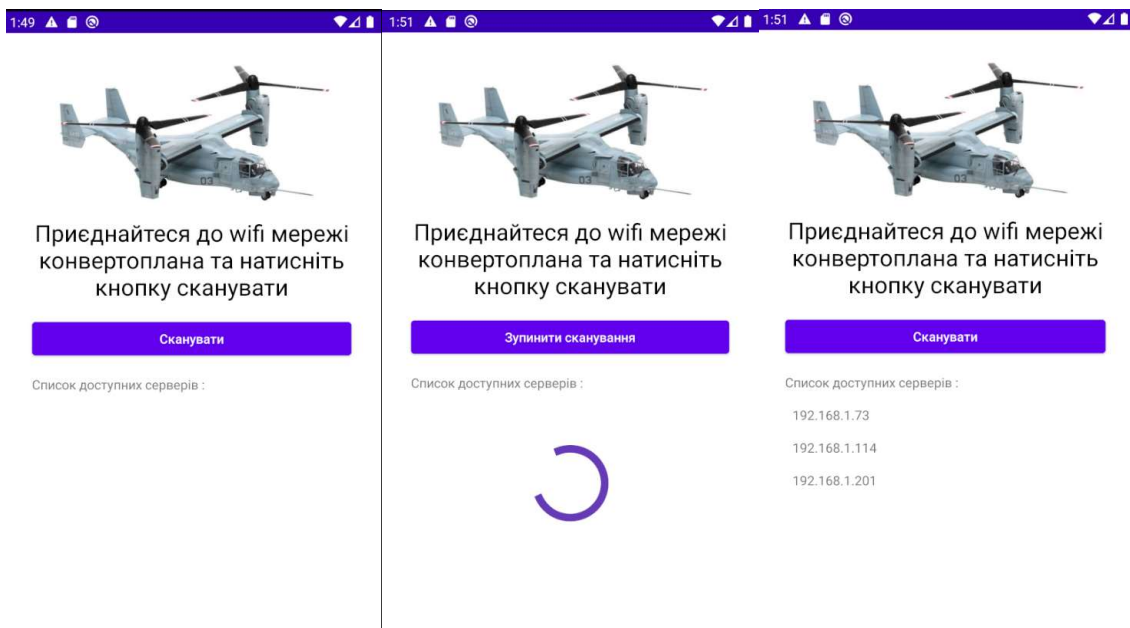 1:49
Приєднайтеся до wifi мережі
конвертоплана та натисніть
кнопку сканувати
Сканувати
Список доступних серверів :
1:51
03
Приєднайтеся до wifi мережі
конвертоплана та натисніть
кнопку сканувати
Зупинити сканування
Список доступних серверів :
1:51
03
Приєднайтеся до wifi мережі
конвертоплана та натисніть
кнопку сканувати
Сканувати
Список доступних серверів :
192.168.1.73
192.168.1.114
192.168.1.201